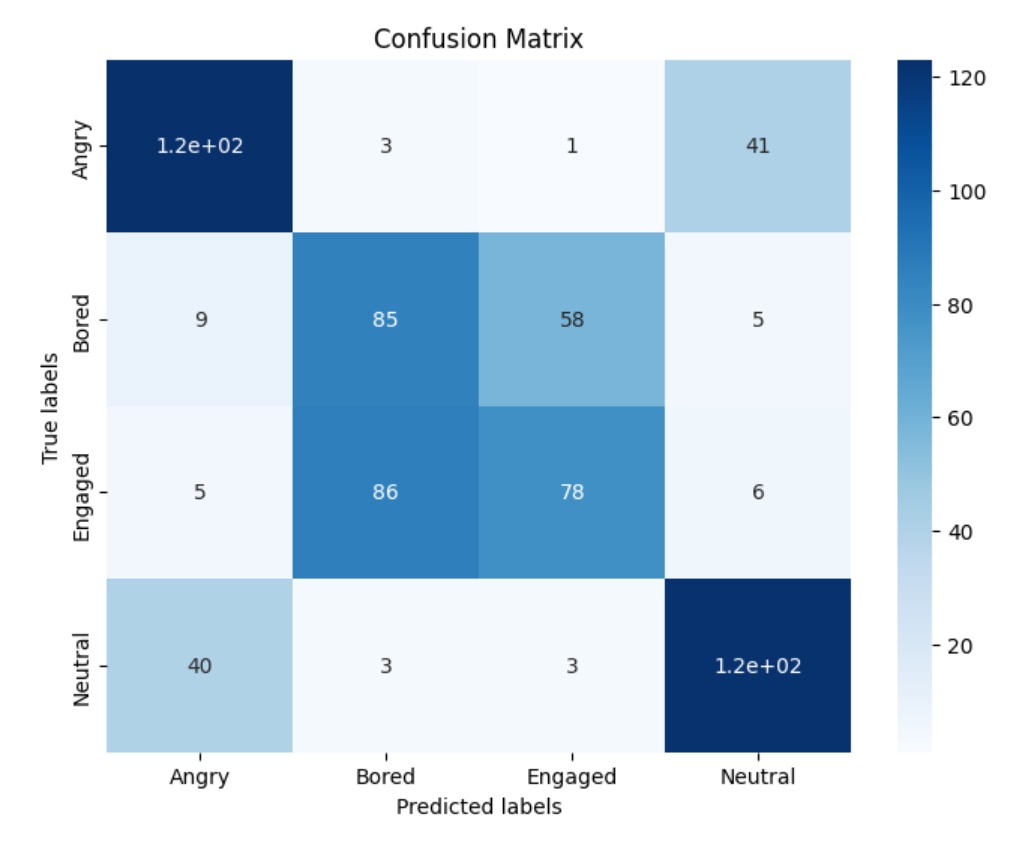 Confusion Matrix
Angry 1.2e+02 3 1 41
Bored 9 85 58 5
Engaged 5 86 78 6
Neutral 40 3 3 1.2e+02
True labels
Angry Bored Engaged Neutral
Predicted labels
120
100
80
60
40
20